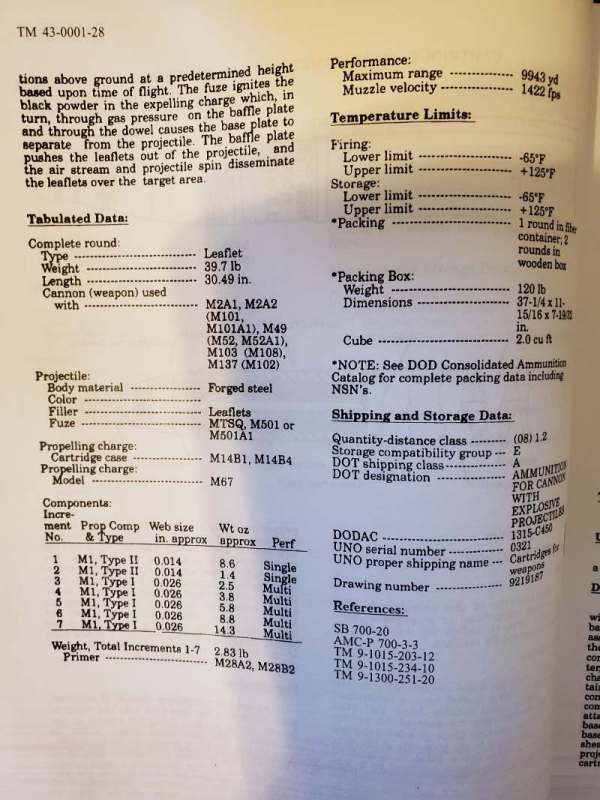 TM 43-0001-28
tions above ground at a predetermined height
based upon time of flight. The fuze ignites the
black powder in the expelling charge which, in
turn, through gas pressure on the baffle plate
and through the dowel causes the base plate to
separate from the projectile. The baffle plate
pushes the leaflets out of the projectile, and
the air stream and projectile spin disseminate
the leaflets over the target area.
Tabulated Data:
Complete round:
Type ------------------------------ Leaflet
Weight --------------------------- 39.7 lb
Length --------------------------- 30.49 in.
Cannon (weapon) used
with ---------------------------- M2A1, M2A2
(M101,
M101A1), M49
(M52, M52A1),
M103 (M108),
M137 (M102)
Projectile:
Body material ------------------- Forged steel
Color ----------------------------
Filler ----------------------------- Leaflets
Fuze ------------------------------ MTSQ, M501 or
M501A1
Propelling charge:
Cartridge case ------------------ M14B1, M14B4
Propelling charge:
Model ---------------------------- M67
Components:
Incre-
ment Prop Comp Web size Wt oz
No. & Type in. approx approx Perf
1 M1, Type II 0.014 8.6 Single
2 M1, Type II 0.014 1.4 Single
3 M1, Type I 0.026 2.5 Multi
4 M1, Type I 0.026 3.8 Multi
5 M1, Type I 0.026 5.8 Multi
6 M1, Type I 0.026 8.8 Multi
7 M1, Type I 0.026 14.3 Multi
Weight, Total Increments 1-7 2.83 lb
Primer -------------------------- M28A2, M28B2
Performance:
Maximum range --------------- 9943 yd
Muzzle velocity ----------------- 1422 fps
Temperature Limits:
Firing:
Lower limit ---------------------- -65°F
Upper limit ---------------------- +125°F
Storage:
Lower limit ---------------------- -65°F
Upper limit ---------------------- +125°F
*Packing -------------------------- 1 round in fiber
container; 2
rounds in
wooden box
*Packing Box:
Weight --------------------------- 120 lb
Dimensions --------------------- 37-1/4 x 11-
15/16 x 7-19/32
in.
Cube ------------------------------ 2.0 cu ft
*NOTE: See DOD Consolidated Ammunition
Catalog for complete packing data including
NSN's.
Shipping and Storage Data:
Quantity-distance class --------- (08) 1.2
Storage compatibility group --- E
DOT shipping class -------------- A
DOT designation ----------------- AMMUNITION
FOR CANNON
WITH
EXPLOSIVE
PROJECTILES
DODAC --------------------------- 1315-C450
UNO serial number -------------- 0321
UNO proper shipping name --- Cartridges for
weapons
Drawing number ---------------- 9219187
References:
SB 700-20
AMC-P 700-3-3
TM 9-1015-203-12
TM 9-1015-234-10
TM 9-1300-251-20